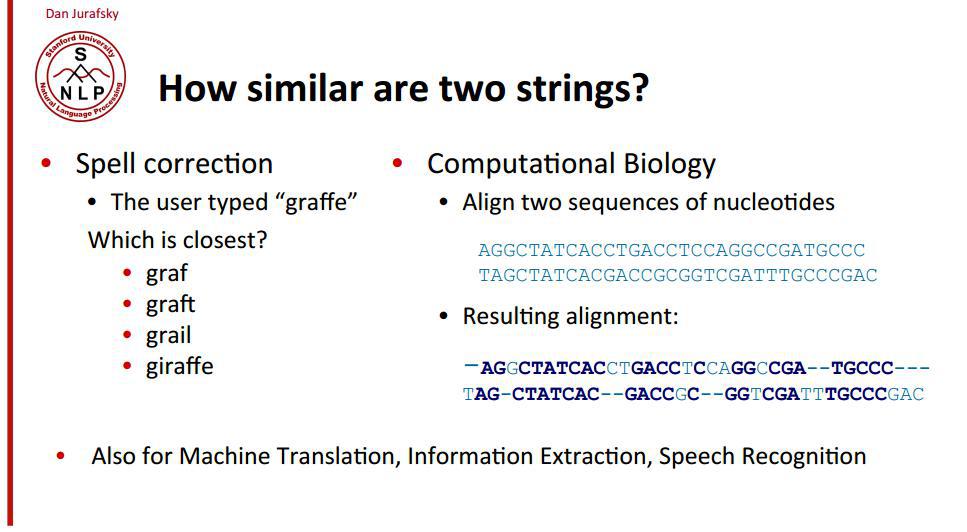 Dan Jurafsky
Stanford University
S
N L P
Natural Language Processing
How similar are two strings?
• Spell correction
• The user typed “graffe”
Which is closest?
• graf
• graft
• grail
• giraffe
• Computational Biology
• Align two sequences of nucleotides
AGGCTATCACCTGACCTCCAGGCCGATGCCC
TAGCTATCACGACCGCGGTCGATTTGCCCGAC
• Resulting alignment:
-AGGCTATCACCTGACCTCCAGGCCGA--TGCCC---
TAG-CTATCAC--GACCGC--GGTCGATTTGCCCGAC
• Also for Machine Translation, Information Extraction, Speech Recognition